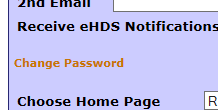 2nd Email
Receive eHDS Notifications
Change Password
Choose Home Page
R